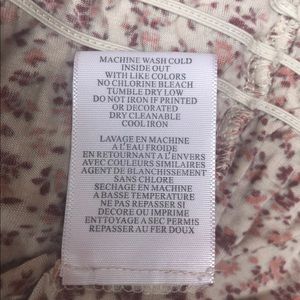 MACHINE WASH COLD
INSIDE OUT
WITH LIKE COLORS
NO CHLORINE BLEACH
TUMBLE DRY LOW
DO NOT IRON IF PRINTED
OR DECORATED
DRY CLEANABLE
COOL IRON
LAVAGE EN MACHINE
A L'EAU FROIDE
EN RETOURNANT A L'ENVERS
AVEC COULEURS SIMILAIRES
AGENT DE BLANCHISSEMENT
SANS CHLORE
SECHAGE EN MACHINE
A BASSE TEMPERATURE
NE PAS REPASSER SI
DECORE OU IMPRIME
ENTTOYAGE A SEC PERMIS
REPASSER AU FER DOUX